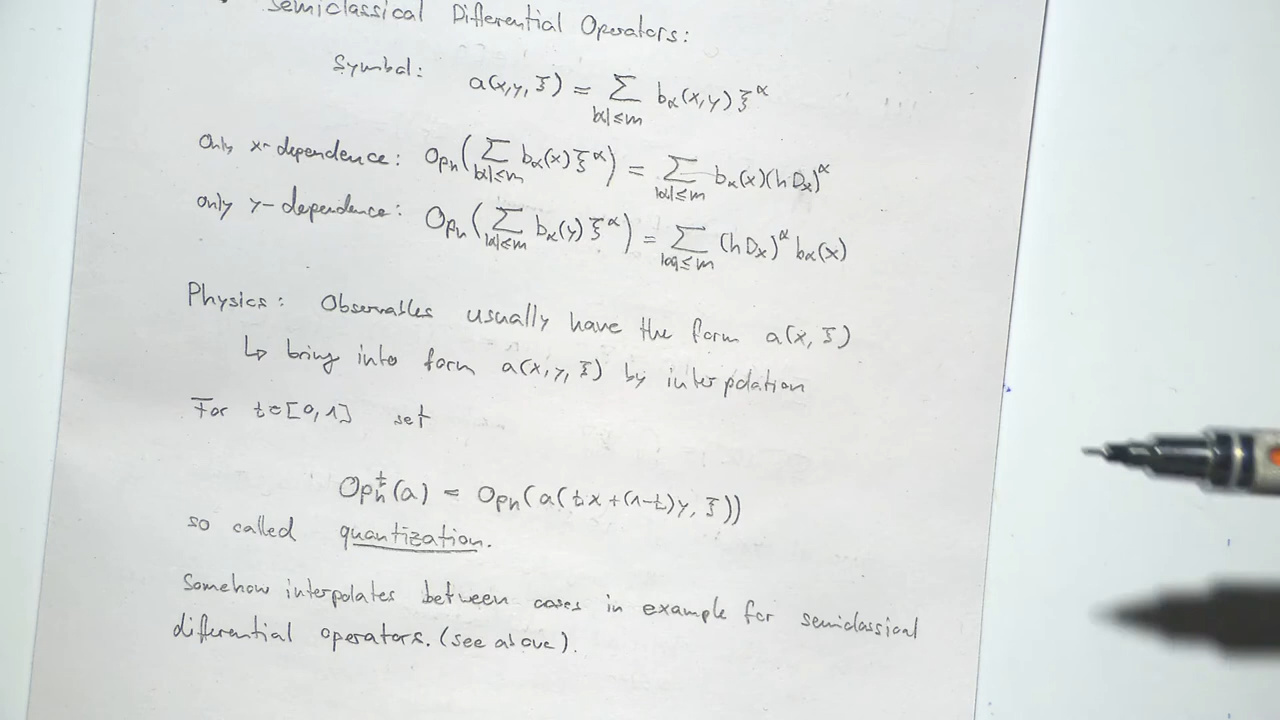 Semiclassical Differential Operators:
Symbol: a(x,y,ξ) = ∑_{|α|≤m} b_α(x,y) ξ^α
Only x-dependence: Op_h(∑_{|α|≤m} b_α(x) ξ^α) = ∑_{|α|≤m} b_α(x)(hD_x)^α
only y-dependence: Op_h(∑_{|α|≤m} b_α(y) ξ^α) = ∑_{|α|≤m} (hD_x)^α b_α(x)
Physics: Observables usually have the form a(x,ξ)
↳ bring into form a(x,y,ξ) by interpolation
For t∈[0,1] set
Op_h^t(a) = Op_h(a(tx+(1-t)y,ξ))
so called quantization.
Somehow interpolates between cases in example for semiclassical
differential operators. (see above).